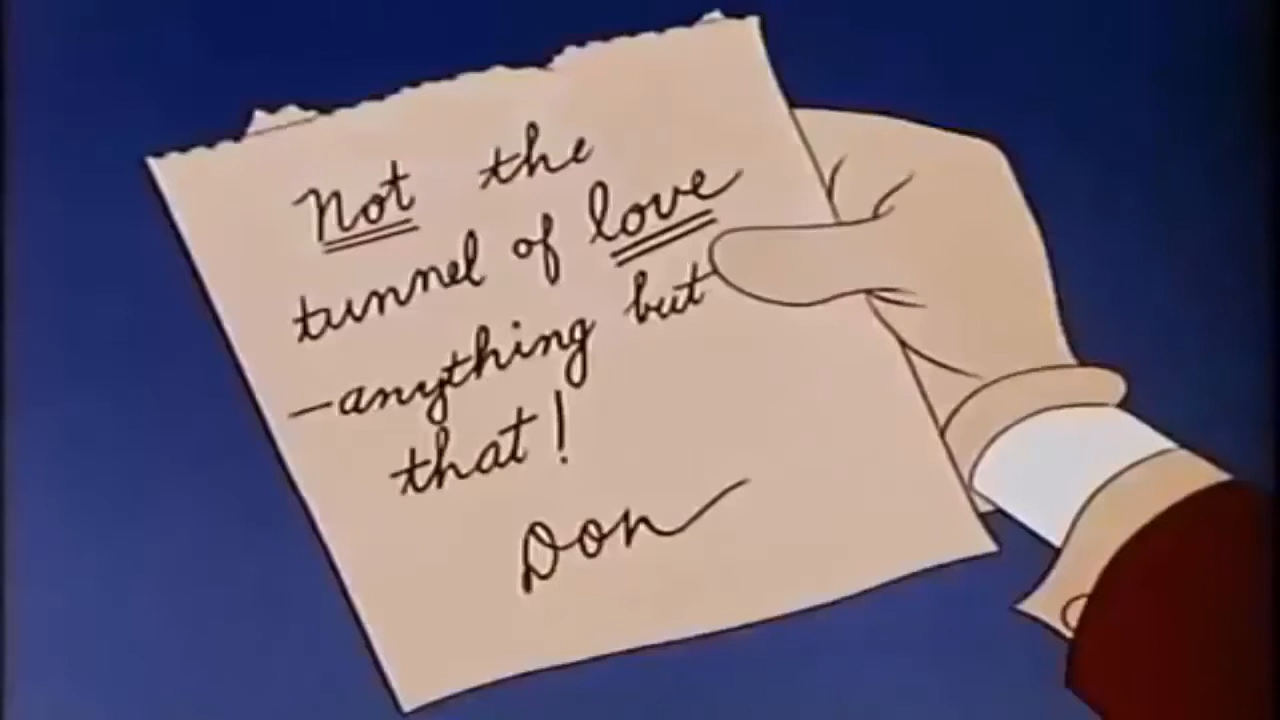 Not the
tunnel of love
-anything but
that!
Don